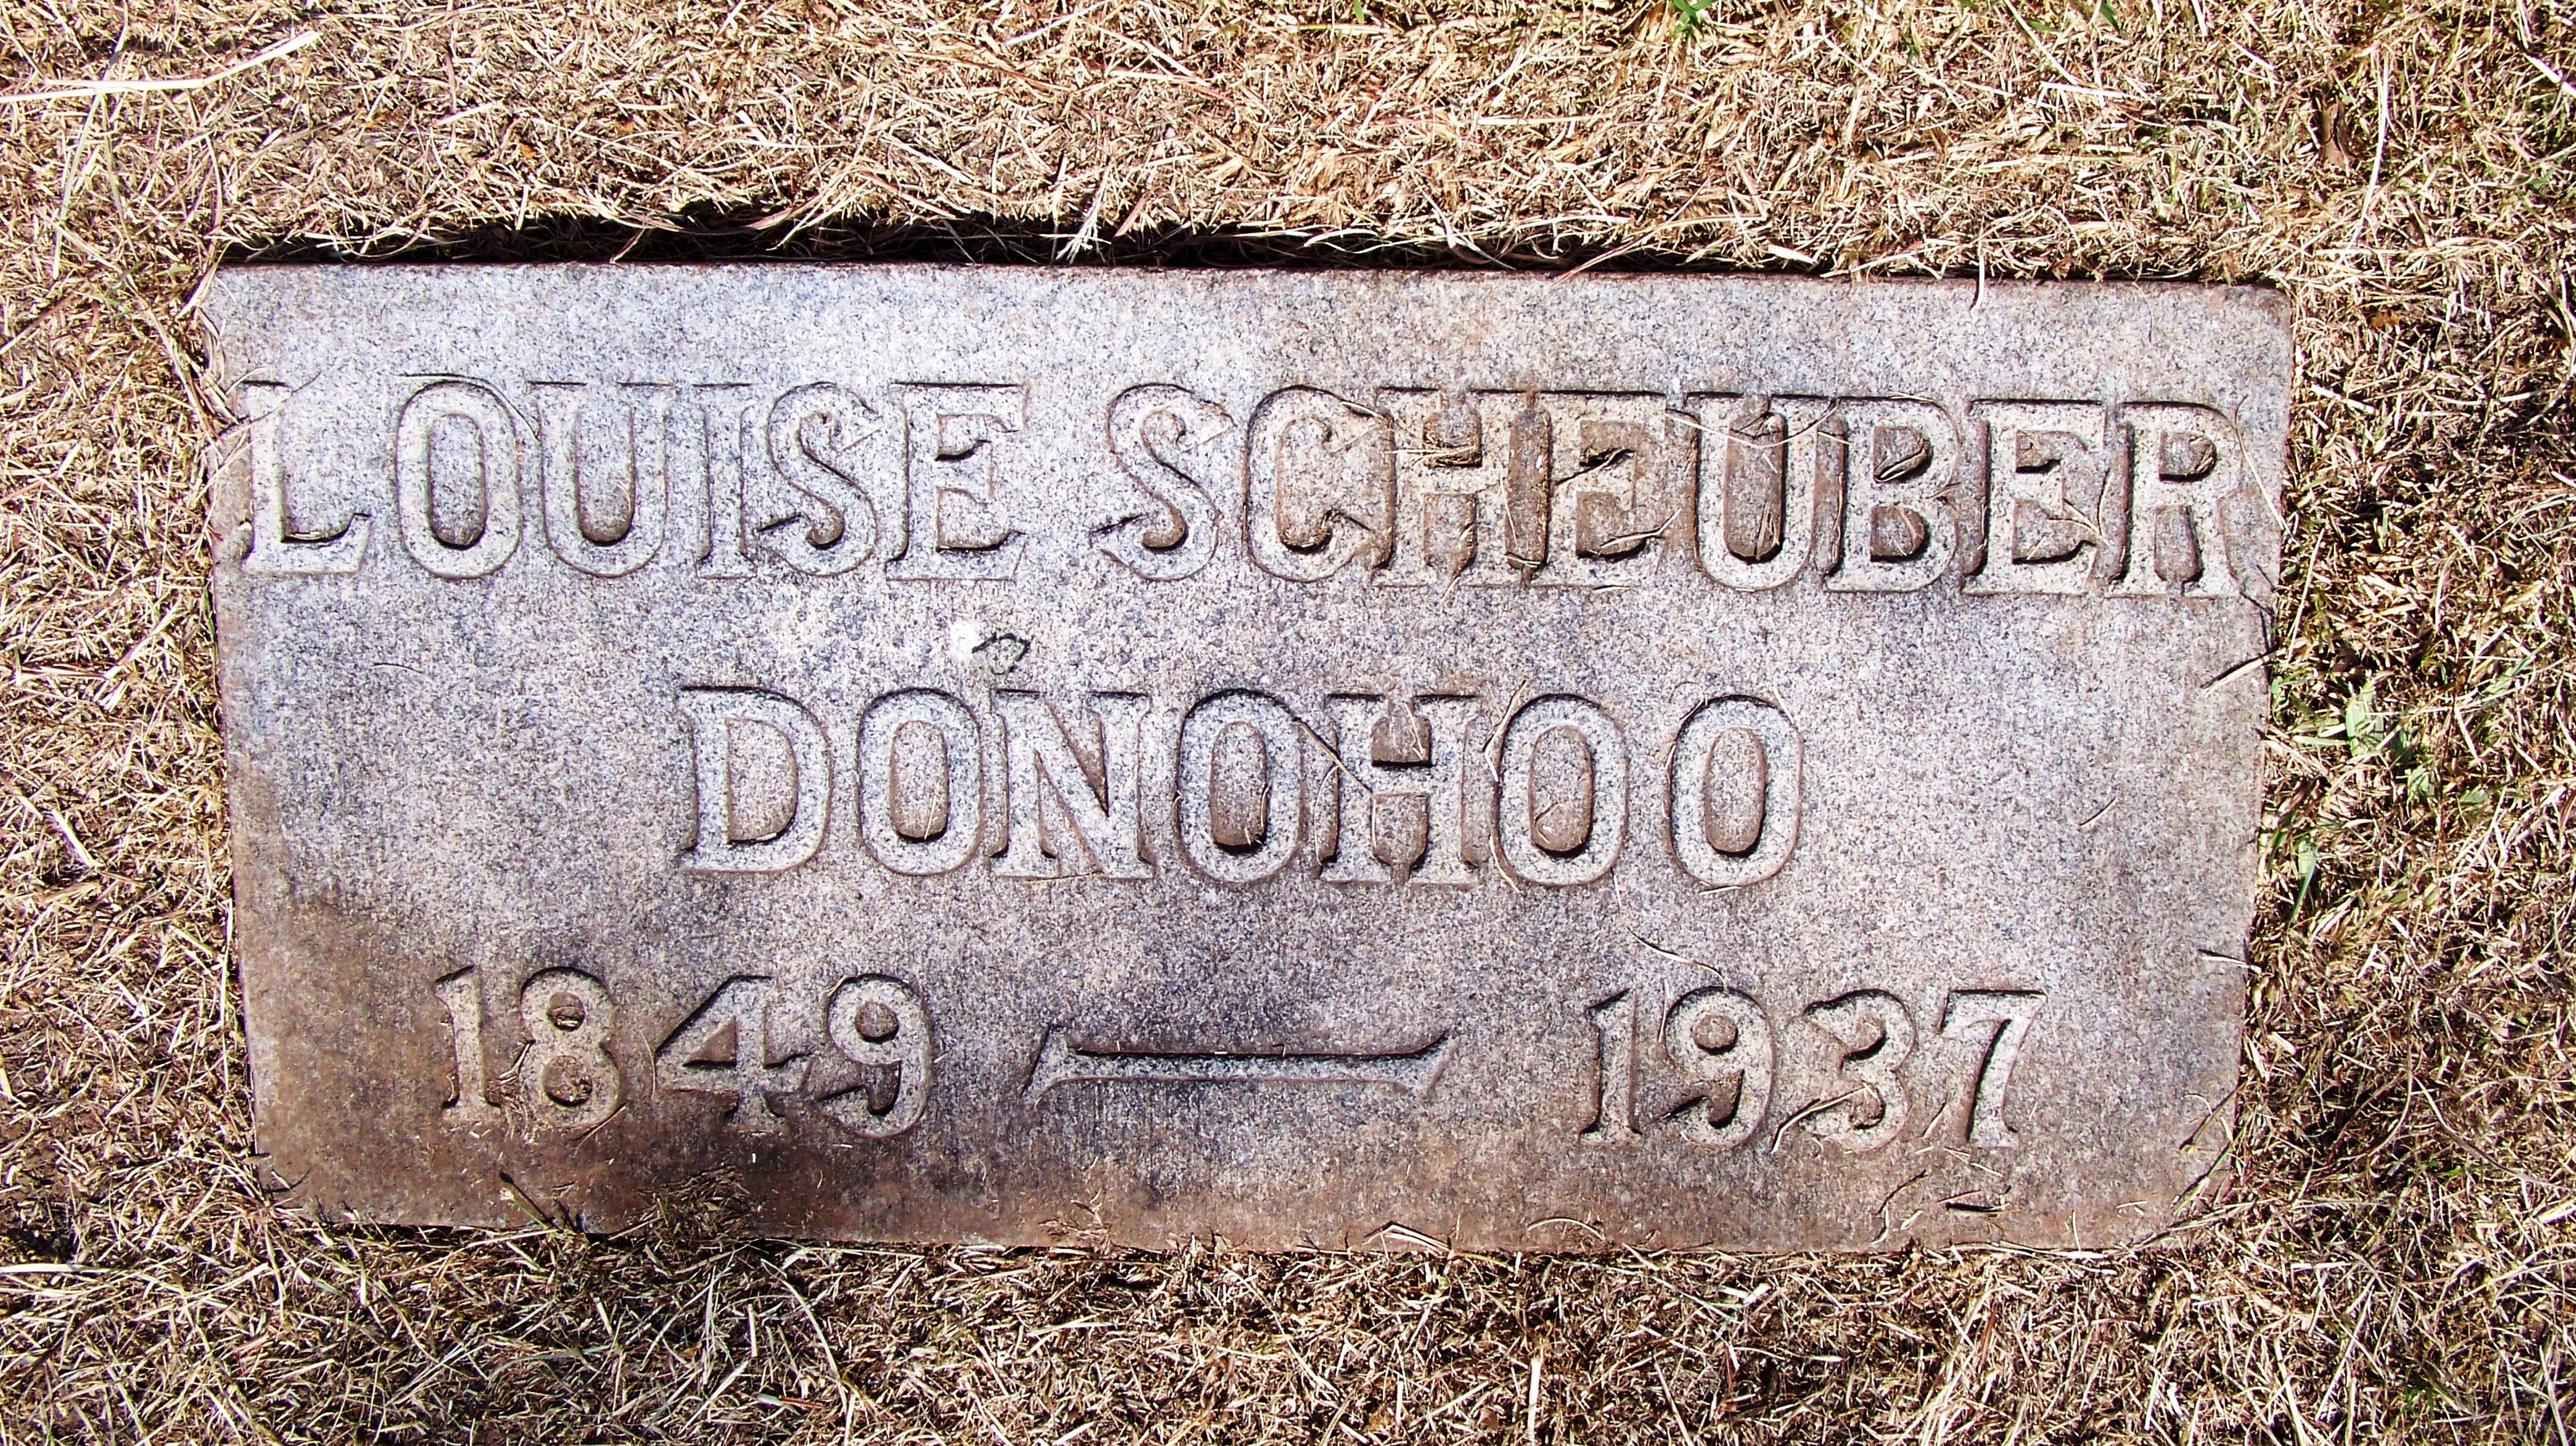 LOUISE SCHEUBER
DONOHOO
1849 — 1937